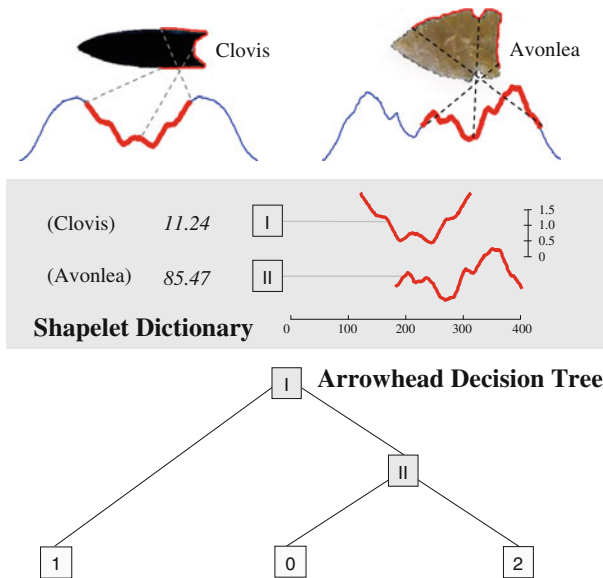 Clovis
Avonlea
(Clovis) 11.24 I
1.5
1.0
0.5
0
(Avonlea) 85.47 II
Shapelet Dictionary
0 100 200 300 400
I Arrowhead Decision Tree
II
1 0 2